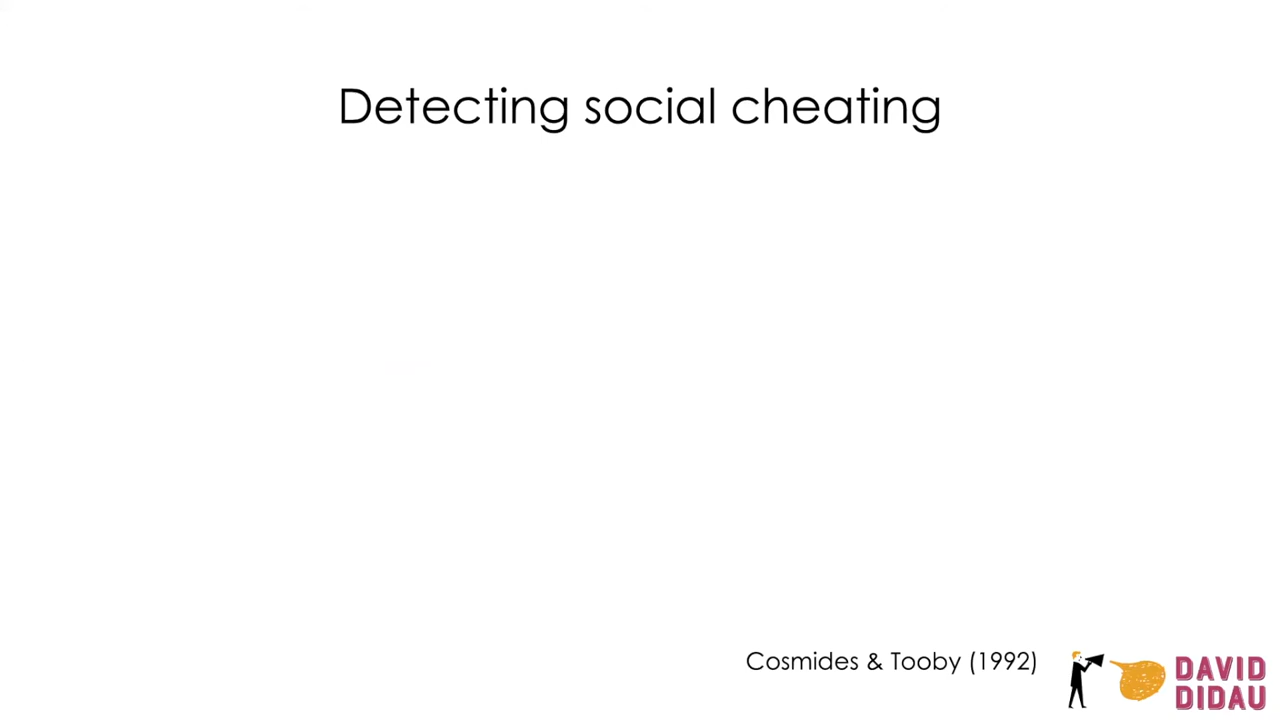 Detecting social cheating
Cosmides & Tooby (1992)
DAVID
DIDAU